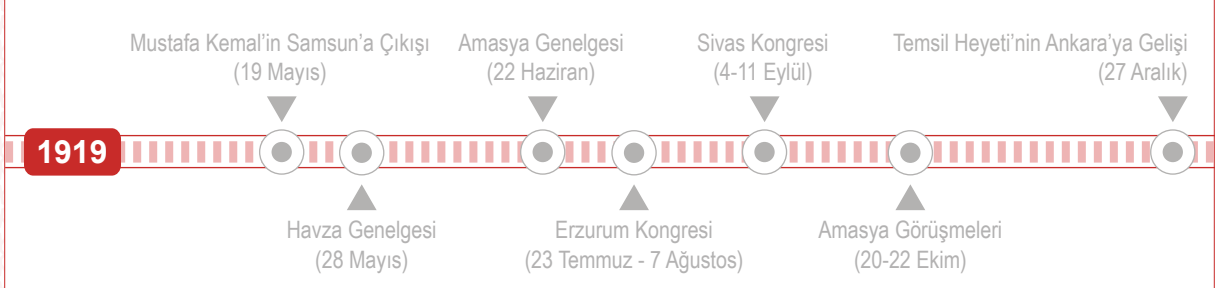 Mustafa Kemal'in Samsun'a Çıkışı
(19 Mayıs)
Amasya Genelgesi
(22 Haziran)
Sivas Kongresi
(4-11 Eylül)
Temsil Heyeti'nin Ankara'ya Gelişi
(27 Aralık)
1919
Havza Genelgesi
(28 Mayıs)
Erzurum Kongresi
(23 Temmuz - 7 Ağustos)
Amasya Görüşmeleri
(20-22 Ekim)